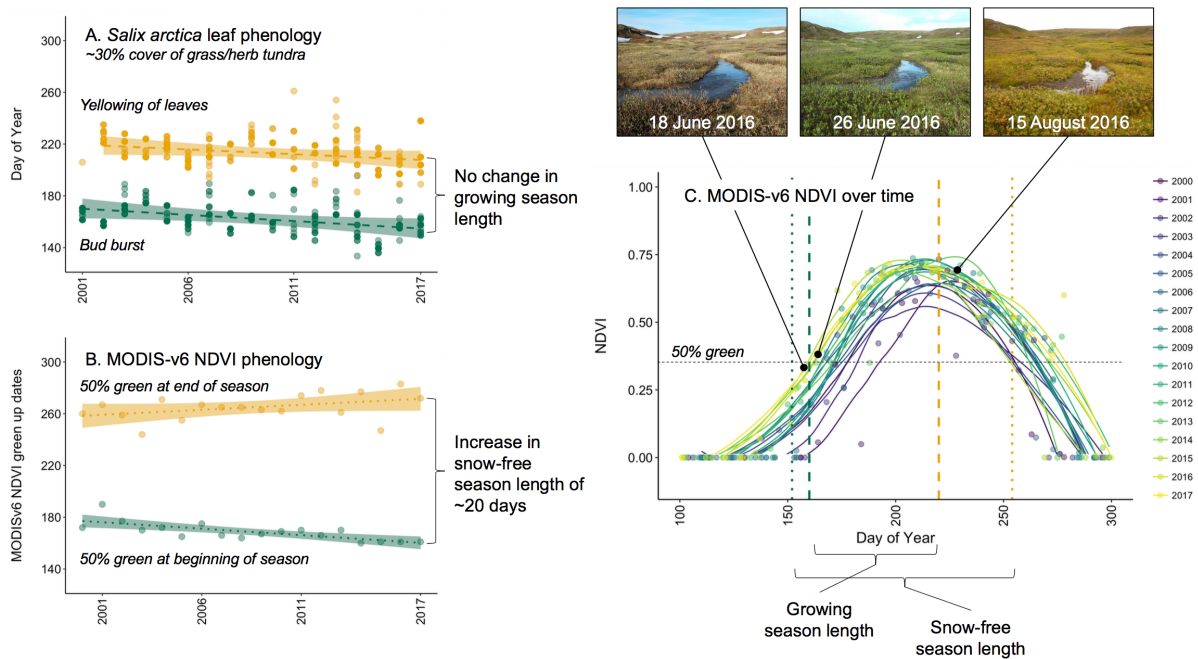 A. Salix arctica leaf phenology
~30% cover of grass/herb tundra
Yellowing of leaves
Bud burst
Day of Year
300
260
220
180
140
2001
2006
2011
2017
No change in
growing season
length
B. MODIS-v6 NDVI phenology
50% green at end of season
50% green at beginning of season
MODISv6 NDVI green up dates
300
260
220
180
140
2001
2006
2011
2017
Increase in
snow-free
season length of
~20 days
18 June 2016
26 June 2016
15 August 2016
C. MODIS-v6 NDVI over time
50% green
NDVI
1.00
0.75
0.50
0.25
0.00
100
150
200
250
300
Day of Year
Growing
season length
Snow-free
season length
2000
2001
2002
2003
2004
2005
2006
2007
2008
2009
2010
2011
2012
2013
2014
2015
2016
2017